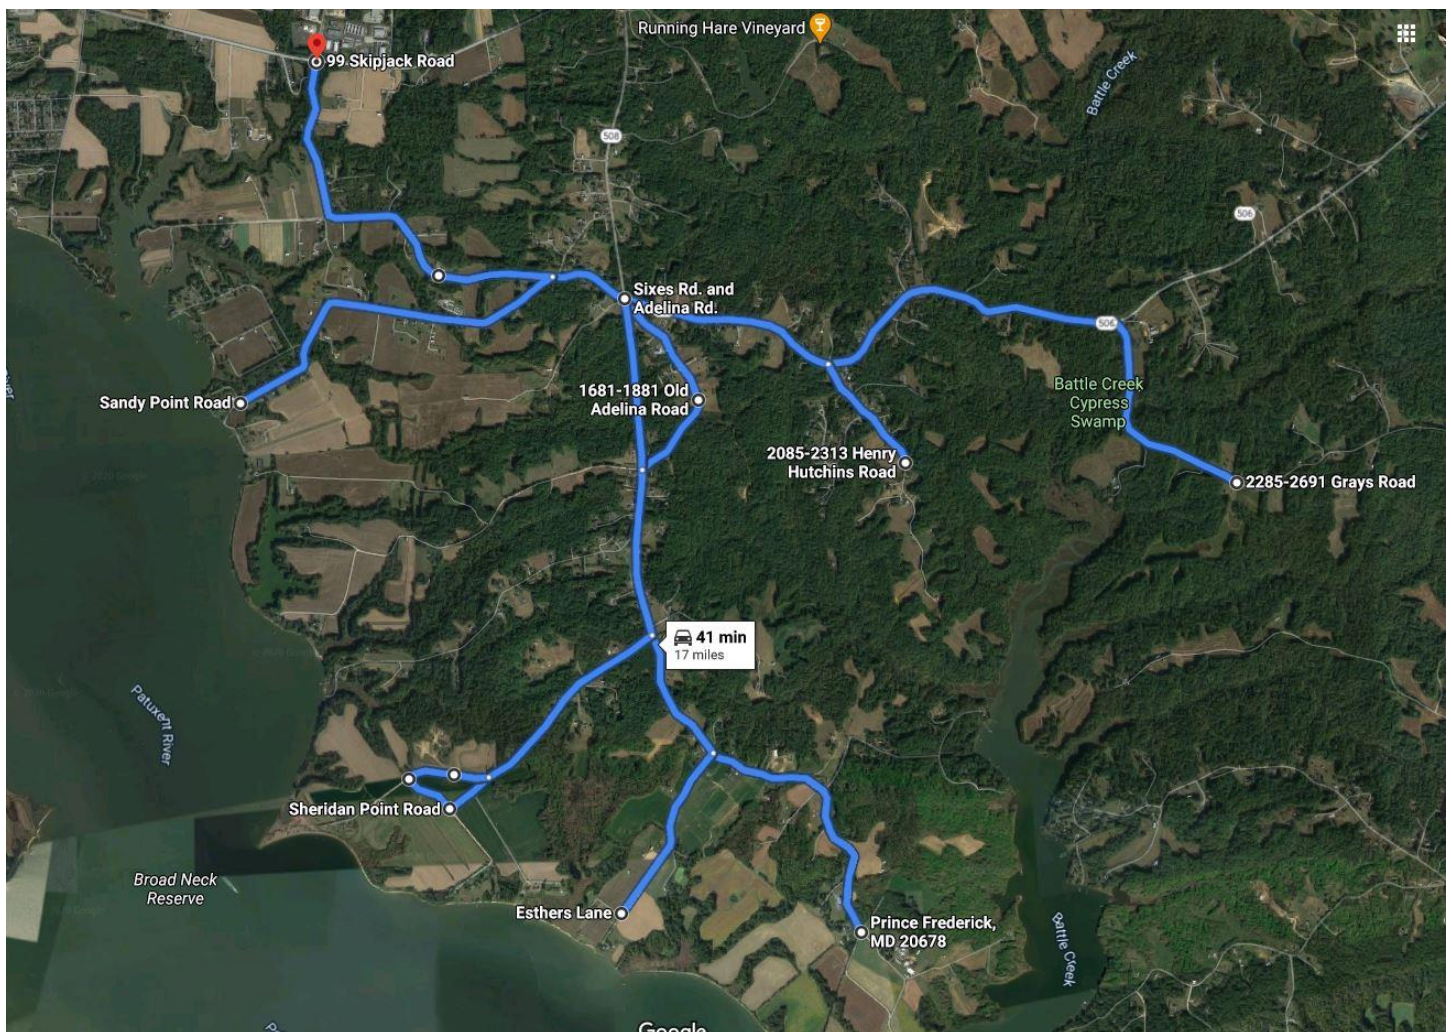 Running Hare Vineyard
99 Skipjack Road
Battle Creek
508
506
Sixes Rd. and
Adelina Rd.
506
Sandy Point Road
1681-1881 Old
Adelina Road
Battle Creek
Cypress
Swamp
2085-2313 Henry
Hutchins Road
2285-2691 Grays Road
41 min
17 miles
Patuxent River
Sheridan Point Road
Broad Neck
Reserve
Esthers Lane
Prince Frederick,
MD 20678
Battle Creek
Google